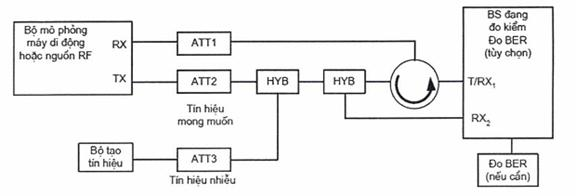 Bộ mô phỏng
máy di động
hoặc nguồn RF
RX
TX
ATT1
ATT2
Tín hiệu
mong muốn
HYB
HYB
BS đang
đo kiểm
Đo BER
(tùy chọn)
T/RX1
RX2
Bộ tạo
tín hiệu
ATT3
Tín hiệu nhiễu
Đo BER
(nếu cần)